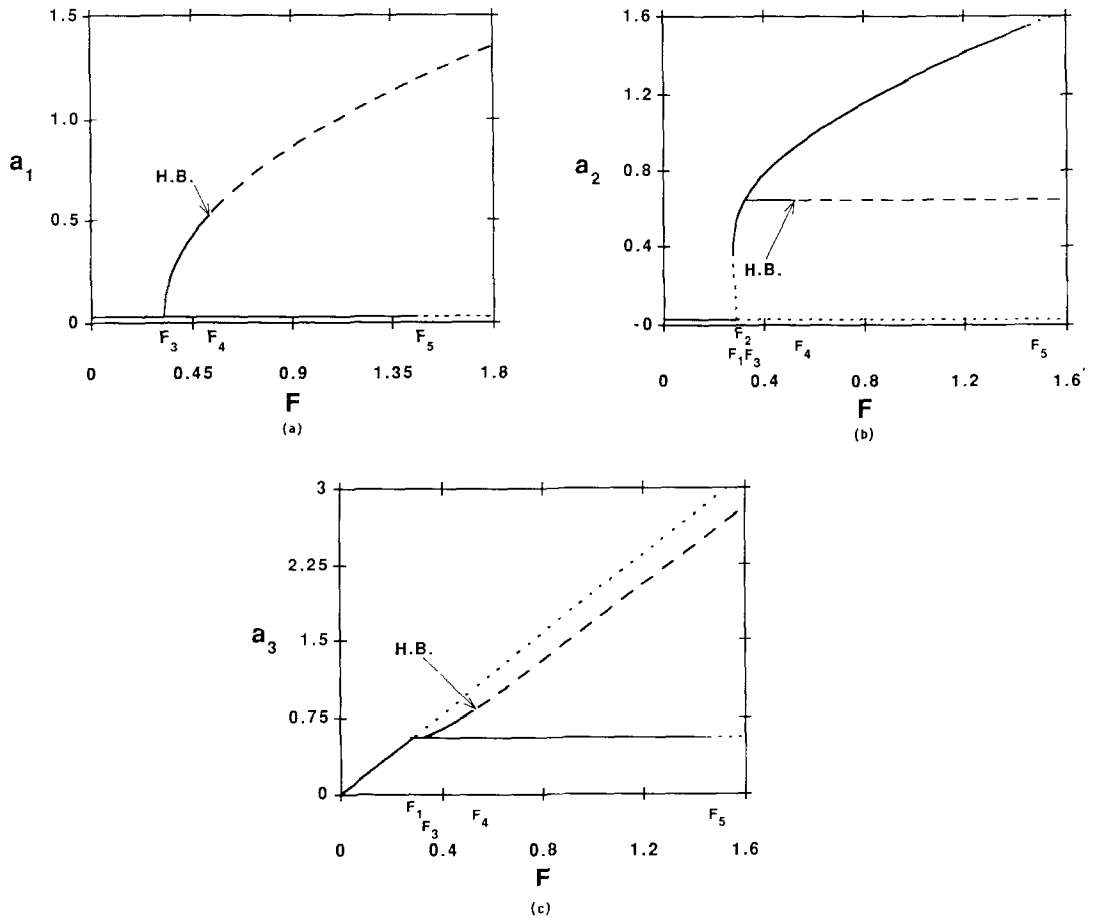 1.5
1.0
a₁
H.B.
0.5
0
F₃ F₄ F₅
0 0.45 0.9 1.35 1.8
F
(a)
1.6
1.2
a₂
0.8
0.4
H.B.
-0
F₂
F₁F₃ F₄ F₅
0 0.4 0.8 1.2 1.6'
F
(b)
3
2.25
a₃
1.5
H.B.
0.75
0
F₁ F₄ F₅
F₃
0 0.4 0.8 1.2 1.6
F
(c)